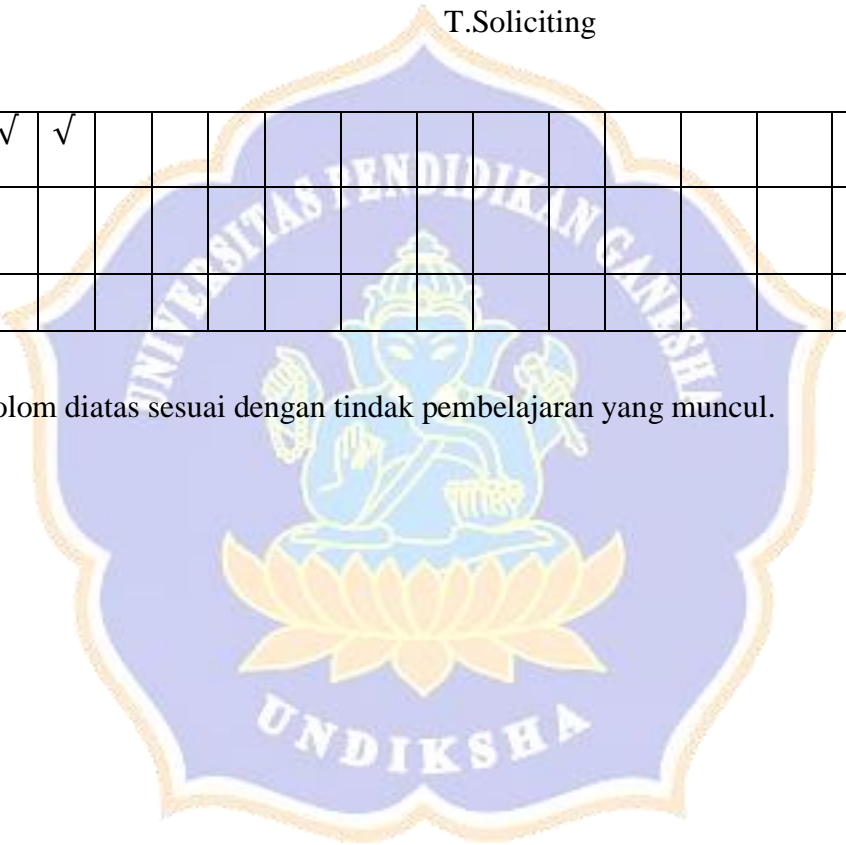 T.Soliciting
√ √
UNIVERSITAS PENDIDIKAN GANESHA
olom diatas sesuai dengan tindak pembelajaran yang muncul.
UNDIKSHA